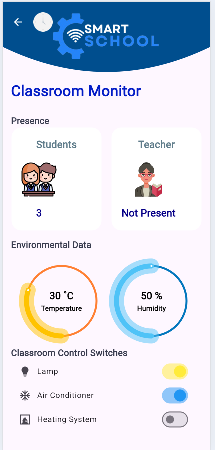 SMART
SCHOOL
Classroom Monitor
Presence
Students
Teacher
3
Not Present
Environmental Data
30 °C
Temperature
50 %
Humidity
Classroom Control Switches
Lamp
Air Conditioner
Heating System